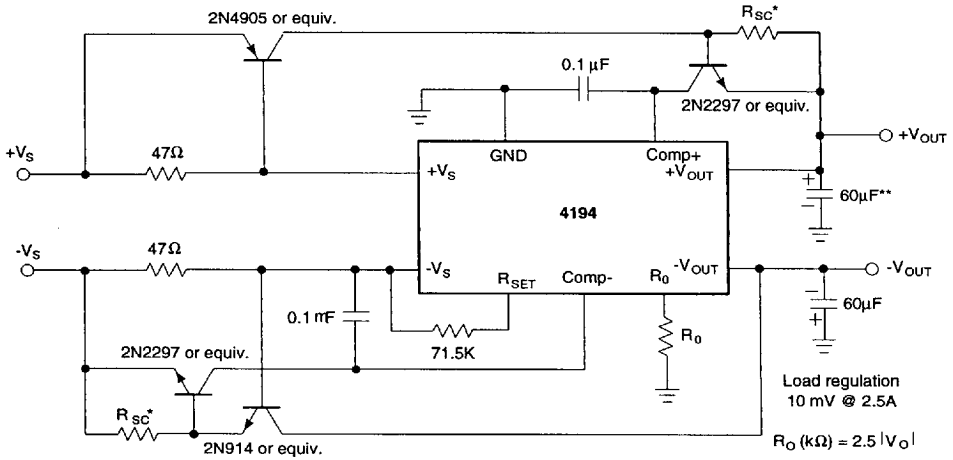 2N4905 or equiv.
RSC*
0.1 µF
2N2297 or equiv.
+VS
47Ω
GND
Comp+
+VS
+VOUT
+VOUT
+
−
60µF**
4194
-VS
47Ω
-VS
RSET
Comp-
R0
-VOUT
-VOUT
−
+
60µF
0.1 mF
71.5K
R0
2N2297 or equiv.
RSC*
2N914 or equiv.
Load regulation
10 mV @ 2.5A
RO (kΩ) = 2.5 |VO|